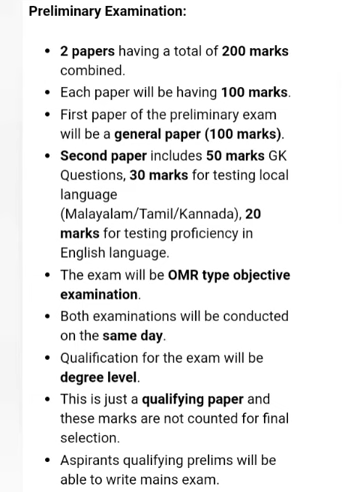 Preliminary Examination:
• 2 papers having a total of 200 marks
combined.
• Each paper will be having 100 marks.
• First paper of the preliminary exam
will be a general paper (100 marks).
• Second paper includes 50 marks GK
Questions, 30 marks for testing local
language
(Malayalam/Tamil/Kannada), 20
marks for testing proficiency in
English language.
• The exam will be OMR type objective
examination.
• Both examinations will be conducted
on the same day.
• Qualification for the exam will be
degree level.
• This is just a qualifying paper and
these marks are not counted for final
selection.
• Aspirants qualifying prelims will be
able to write mains exam.